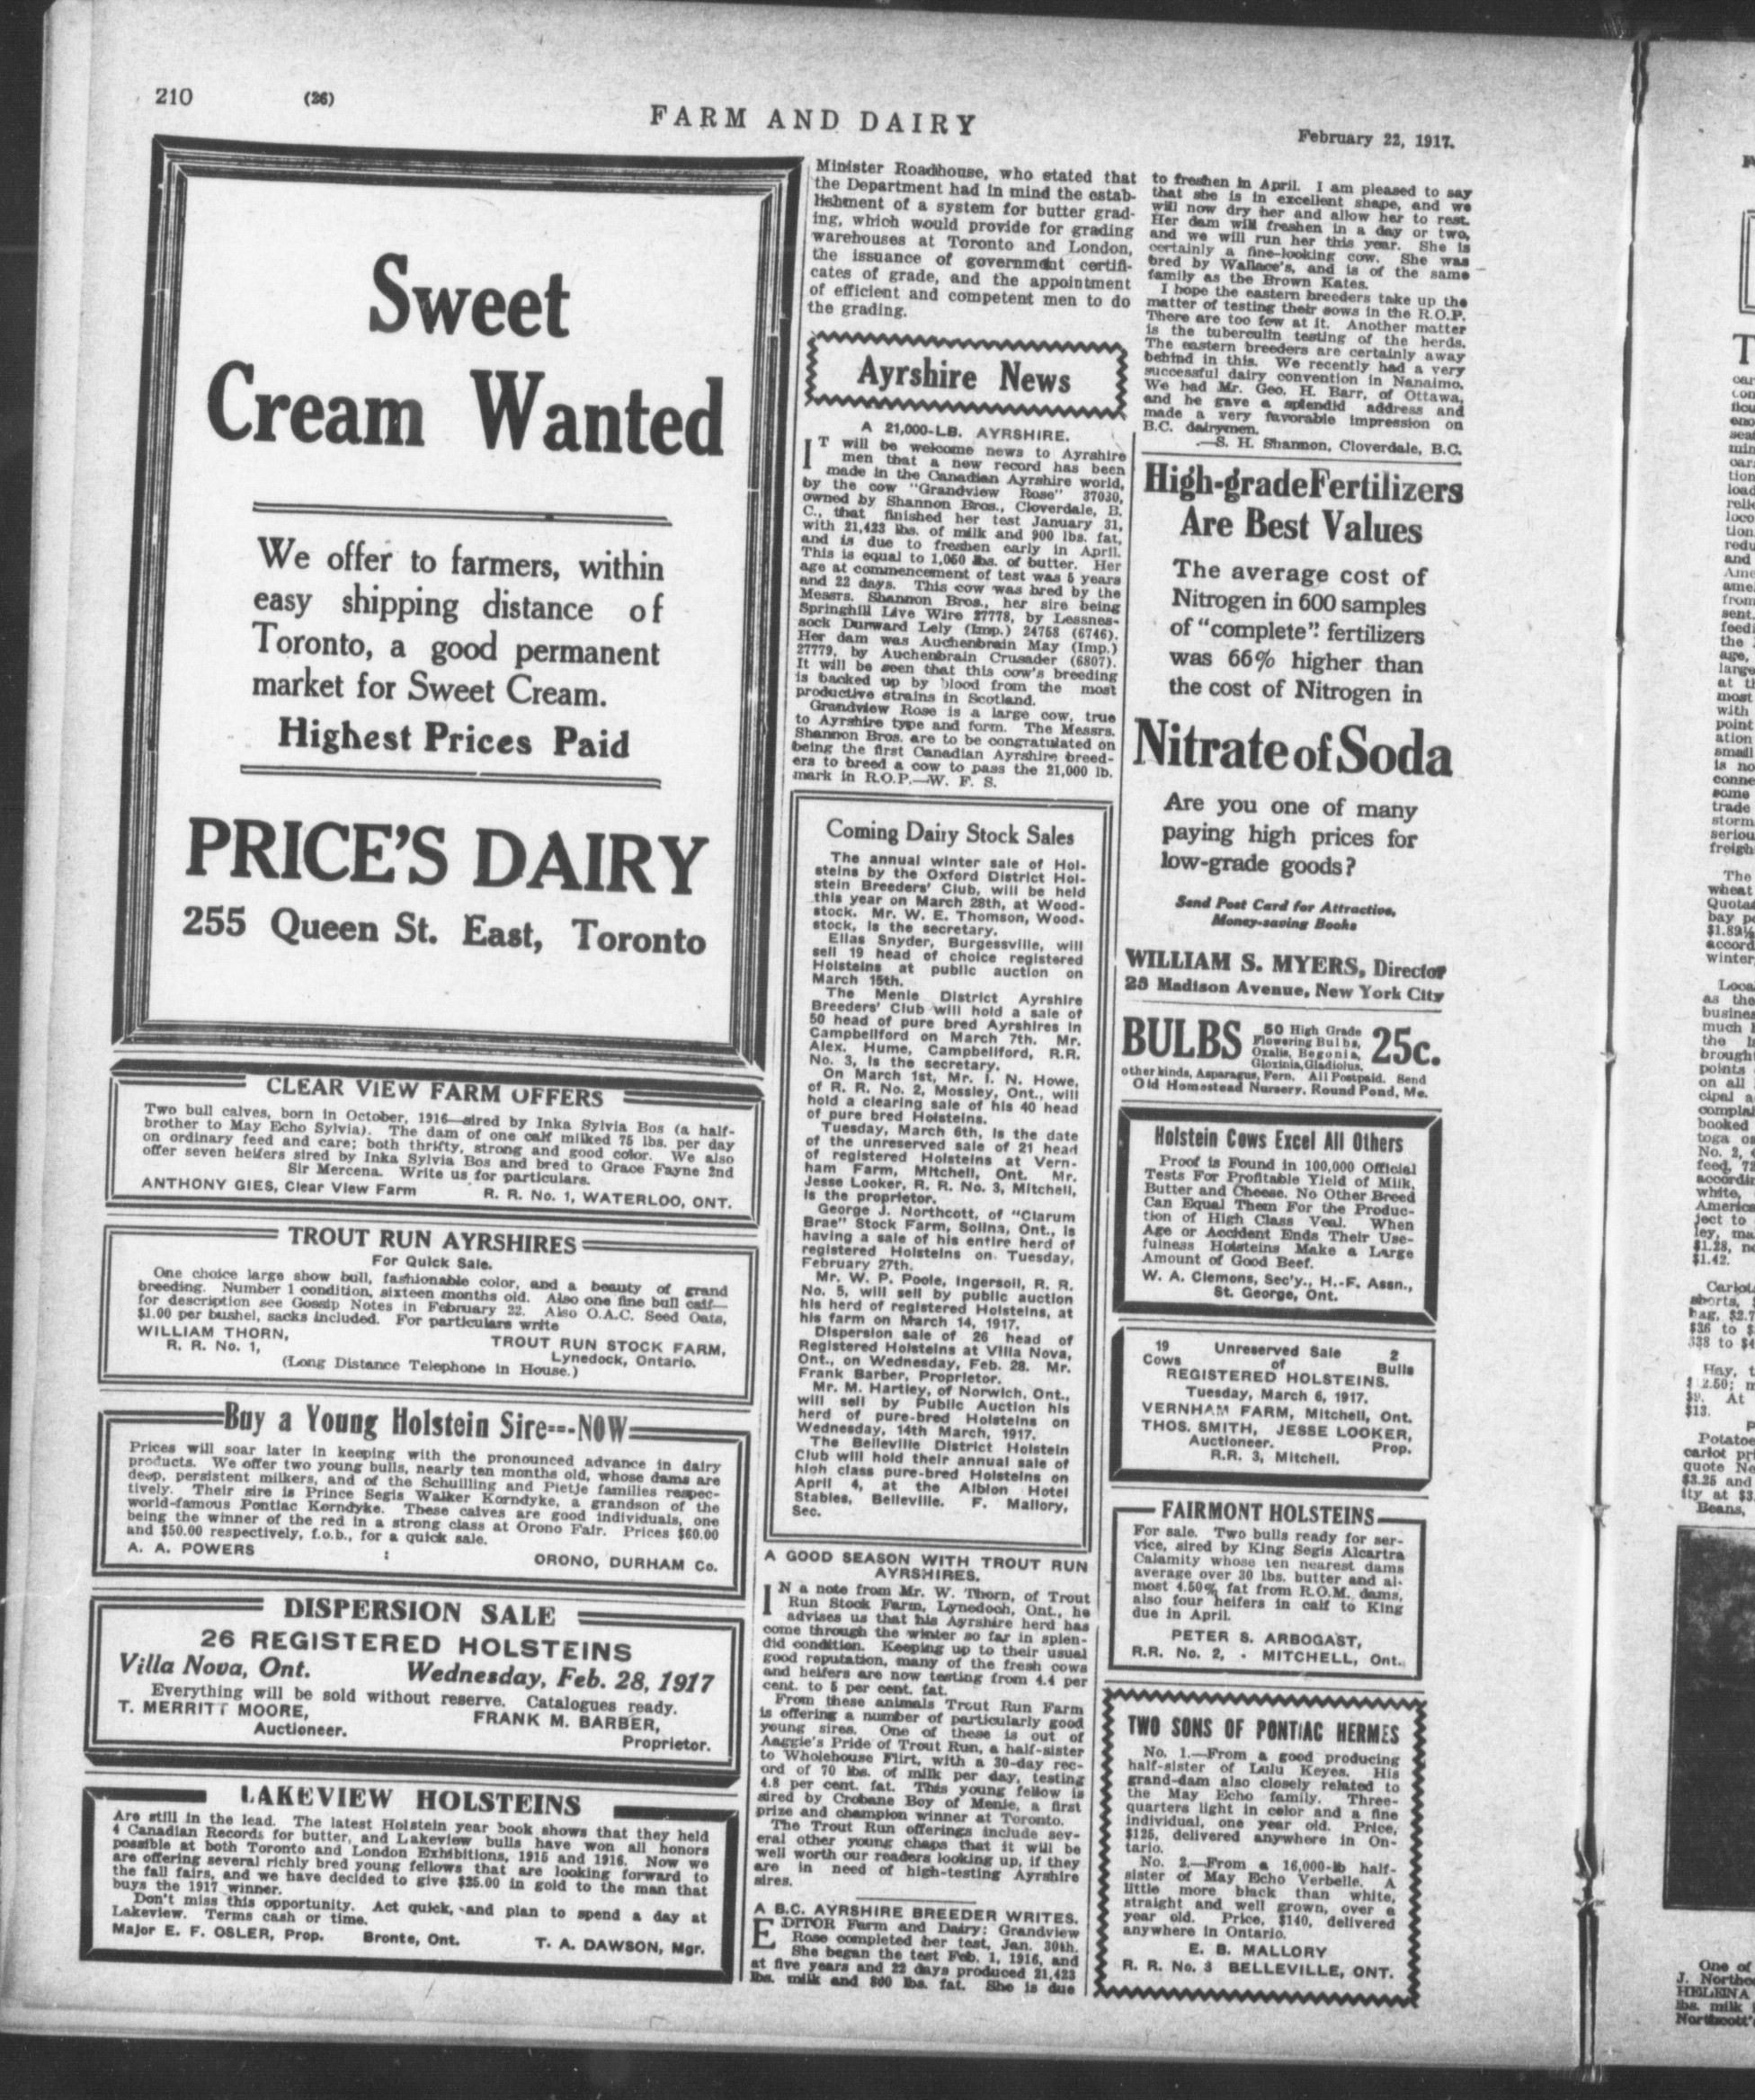 210
(26)
FARM AND DAIRY
February 22, 1917.
Sweet
Cream Wanted
We offer to farmers, within
easy shipping distance of
Toronto, a good permanent
market for Sweet Cream.
Highest Prices Paid
PRICE'S DAIRY
255 Queen St. East, Toronto
CLEAR VIEW FARM OFFERS
Two bull calves, born in October, 1916—sired by Inka Sylvia Bos (a half-
brother to May Echo Sylvia). The dam of one calf milked 75 lbs. per day
on ordinary feed and care; both thrifty, strong and good color. We also
offer seven heifers sired by Inka Sylvia Bos and bred to Grace Fayne 2nd
Sir Mercena. Write us for particulars.
ANTHONY GIES, Clear View Farm R. R. No. 1, WATERLOO, ONT.
TROUT RUN AYRSHIRES
For Quick Sale.
One choice large show bull, fashionable color, and a beauty of grand
breeding. Number 1 condition, sixteen months old. Also one fine bull calf—
for description see Gossip Notes in February 22. Also O.A.C. Seed Oats,
$1.00 per bushel, sacks included. For particulars write
WILLIAM THORN, TROUT RUN STOCK FARM,
R. R. No. 1, Lynedock, Ontario.
(Long Distance Telephone in House.)
Buy a Young Holstein Sire---NOW
Prices will soar later in keeping with the pronounced advance in dairy
products. We offer two young bulls, nearly ten months old, whose dams are
deep, persistent milkers, and of the Schuilling and Pietje families respec-
tively. Their sire is Prince Segis Walker Korndyke, a grandson of the
world-famous Pontiac Korndyke. These calves are good individuals, one
being the winner of the red in a strong class at Orono Fair. Prices $60.00
and $50.00 respectively, f.o.b., for a quick sale.
A. A. POWERS : ORONO, DURHAM Co.
DISPERSION SALE
26 REGISTERED HOLSTEINS
Villa Nova, Ont. Wednesday, Feb. 28, 1917
Everything will be sold without reserve. Catalogues ready.
T. MERRITT MOORE, FRANK M. BARBER,
Auctioneer. Proprietor.
LAKEVIEW HOLSTEINS
Are still in the lead. The latest Holstein year book shows that they held
4 Canadian Records for butter, and Lakeview bulls have won all honors
possible at both Toronto and London Exhibitions, 1915 and 1916. Now we
are offering several richly bred young fellows that are looking forward to
the fall fairs, and we have decided to give $25.00 in gold to the man that
buys the 1917 winner.
Don't miss this opportunity. Act quick, and plan to spend a day at
Lakeview. Terms cash or time.
Major E. F. OSLER, Prop. Bronte, Ont. T. A. DAWSON, Mgr.
Minister Roadhouse, who stated that
the Department had in mind the estab-
lishment of a system for butter grad-
ing, which would provide for grading
warehouses at Toronto and London,
the issuance of government certifi-
cates of grade, and the appointment
of efficient and competent men to do
the grading.
Ayrshire News
A 21,000-LB. AYRSHIRE.
IT will be welcome news to Ayrshire
men that a new record has been
made in the Canadian Ayrshire world,
by the cow "Grandview Rose" 37030,
owned by Shannon Bros., Cloverdale, B.
C., that finished her test January 31,
with 21,423 lbs. of milk and 900 lbs. fat,
and is due to freshen early in April.
This is equal to 1,050 lbs. of butter. Her
age at commencement of test was 5 years
and 22 days. This cow was bred by the
Messrs. Shannon Bros., her sire being
Springhill Live Wire 27778, by Lessnes-
sock Durward Lely (Imp.) 24758 (6746).
Her dam was Auchenbrain May (Imp.)
27779, by Auchenbrain Crusader (6807).
It will be seen that this cow's breeding
is backed up by blood from the most
productive strains in Scotland.
Grandview Rose is a large cow, true
to Ayrshire type and form. The Messrs.
Shannon Bros. are to be congratulated on
being the first Canadian Ayrshire breed-
ers to breed a cow to pass the 21,000 lb.
mark in R.O.P.—W. F. S.
Coming Dairy Stock Sales
The annual winter sale of Hol-
steins by the Oxford District Hol-
stein Breeders' Club, will be held
this year on March 28th, at Wood-
stock. Mr. W. E. Thomson, Wood-
stock, is the secretary.
Elias Snyder, Burgessville, will
sell 19 head of choice registered
Holsteins at public auction on
March 15th.
The Menie District Ayrshire
Breeders' Club will hold a sale of
50 head of pure bred Ayrshires in
Campbellford on March 7th. Mr.
Alex. Hume, Campbellford, R.R.
No. 3, is the secretary.
On March 1st, Mr. I. N. Howe,
of R. R. No. 2, Mossley, Ont., will
hold a clearing sale of his 40 head
of pure bred Holsteins.
Tuesday, March 6th, is the date
of the unreserved sale of 21 head
of registered Holsteins at Vern-
ham Farm, Mitchell, Ont. Mr.
Jesse Looker, R. R. No. 3, Mitchell,
is the proprietor.
George J. Northcott, of "Clarum
Brae" Stock Farm, Solina, Ont., is
having a sale of his entire herd of
registered Holsteins on Tuesday,
February 27th.
Mr. W. P. Poole, Ingersoll, R. R.
No. 5, will sell by public auction
his herd of registered Holsteins, at
his farm on March 14, 1917.
Dispersion sale of 26 head of
Registered Holsteins at Villa Nova,
Ont., on Wednesday, Feb. 28. Mr.
Frank Barber, Proprietor.
Mr. M. Hartley, of Norwich, Ont.,
will sell by Public Auction his
herd of pure-bred Holsteins on
Wednesday, 14th March, 1917.
The Belleville District Holstein
Club will hold their annual sale of
high class pure-bred Holsteins on
April 4, at the Albion Hotel
Stables, Belleville. F. Mallory,
Sec.
A GOOD SEASON WITH TROUT RUN
AYRSHIRES.
IN a note from Mr. W. Thorn, of Trout
Run Stock Farm, Lynedoch, Ont., he
advises us that his Ayrshire herd has
come through the winter so far in splen-
did condition. Keeping up to their usual
good reputation, many of the fresh cows
and heifers are now testing from 4.4 per
cent. to 5 per cent. fat.
From these animals Trout Run Farm
is offering a number of particularly good
young sires. One of these is out of
Aaggie's Pride of Trout Run, a half-sister
to Wholehouse Flirt, with a 30-day rec-
ord of 70 lbs. of milk per day, testing
4.8 per cent. fat. This young fellow is
sired by Crobane Boy of Menie, a first
prize and champion winner at Toronto.
The Trout Run offerings include sev-
eral other young chaps that it will be
well worth our readers looking up, if they
are in need of high-testing Ayrshire
sires.
A B.C. AYRSHIRE BREEDER WRITES.
EDITOR Farm and Dairy: Grandview
Rose completed her test, Jan. 30th.
She began the test Feb. 1, 1916, and
at five years and 22 days produced 21,423
lbs. milk and 800 lbs. fat. She is due
to freshen in April. I am pleased to say
that she is in excellent shape, and we
will now dry her and allow her to rest.
Her dam will freshen in a day or two,
and we will run her this year. She is
certainly a fine-looking cow. She was
bred by Wallace's, and is of the same
family as the Brown Kates.
I hope the eastern breeders take up the
matter of testing their cows in the R.O.P.
There are too few at it. Another matter
is the tuberculin testing of the herds.
The eastern breeders are certainly away
behind in this. We recently had a very
successful dairy convention in Nanaimo.
We had Mr. Geo. H. Barr, of Ottawa,
and he gave a splendid address and
made a very favorable impression on
B.C. dairymen.
—S. H. Shannon, Cloverdale, B.C.
High-grade Fertilizers
Are Best Values
The average cost of
Nitrogen in 600 samples
of "complete" fertilizers
was 66% higher than
the cost of Nitrogen in
Nitrate of Soda
Are you one of many
paying high prices for
low-grade goods?
Send Post Card for Attractive,
Money-saving Books
WILLIAM S. MYERS, Director
25 Madison Avenue, New York City
BULBS 50 High Grade
Flowering Bulbs,
Oxalis, Begonia,
Gloxinia, Gladiolus, 25c.
other kinds, Asparagus, Fern. All Postpaid. Send
Old Homestead Nursery, Round Pond, Me.
Holstein Cows Excel All Others
Proof is Found in 100,000 Official
Tests For Profitable Yield of Milk,
Butter and Cheese. No Other Breed
Can Equal Them For the Produc-
tion of High Class Veal. When
Age or Accident Ends Their Use-
fulness Holsteins Make a Large
Amount of Good Beef.
W. A. Clemons, Sec'y., H.-F. Assn.,
St. George, Ont.
19 Unreserved Sale 2
Cows of Bulls
REGISTERED HOLSTEINS.
Tuesday, March 6, 1917.
VERNHAM FARM, Mitchell, Ont.
THOS. SMITH, JESSE LOOKER,
Auctioneer. Prop.
R.R. 3, Mitchell.
FAIRMONT HOLSTEINS
For sale. Two bulls ready for ser-
vice, sired by King Segis Alcartra
Calamity whose ten nearest dams
average over 30 lbs. butter and al-
most 4.50% fat from R.O.M. dams,
also four heifers in calf to King
due in April.
PETER S. ARBOGAST,
R.R. No. 2, - MITCHELL, Ont.
TWO SONS OF PONTIAC HERMES
No. 1.—From a good producing
half-sister of Lulu Keyes. His
grand-dam also closely related to
the May Echo family. Three-
quarters light in color and a fine
individual, one year old. Price,
$125, delivered anywhere in On-
tario.
No. 2.—From a 16,000-lb half-
sister of May Echo Verbelle. A
little more black than white,
straight and well grown, over a
year old. Price, $140, delivered
anywhere in Ontario.
E. B. MALLORY
R. R. No. 3 BELLEVILLE, ONT.
The
wheat
bay
$1.89½
winter
as the
much
the
points
on all
booked
No. 2,
feed, 72
white,
ject to
$1.28,
$1.42.
$36 to
$13.
carlot
$3.25 and
Beans,
One of
HELENA
lbs. milk